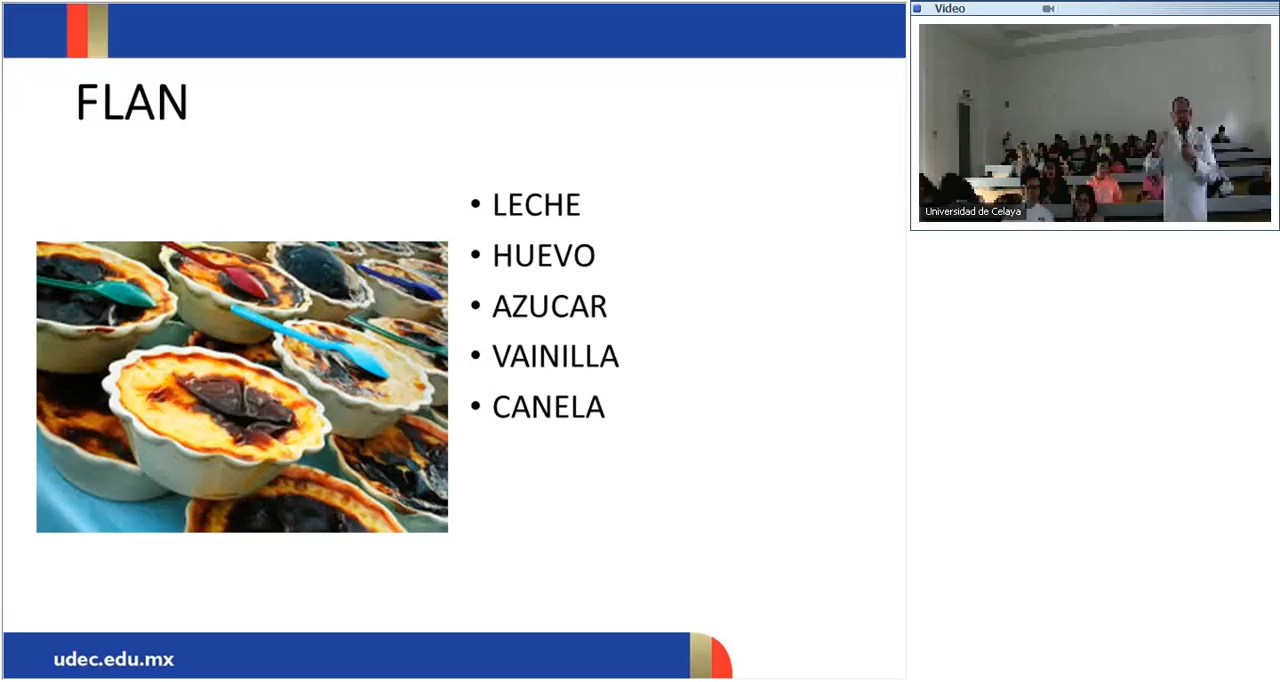 FLAN
• LECHE
• HUEVO
• AZUCAR
• VAINILLA
• CANELA
udec.edu.mx
Video
Universidad de Celaya